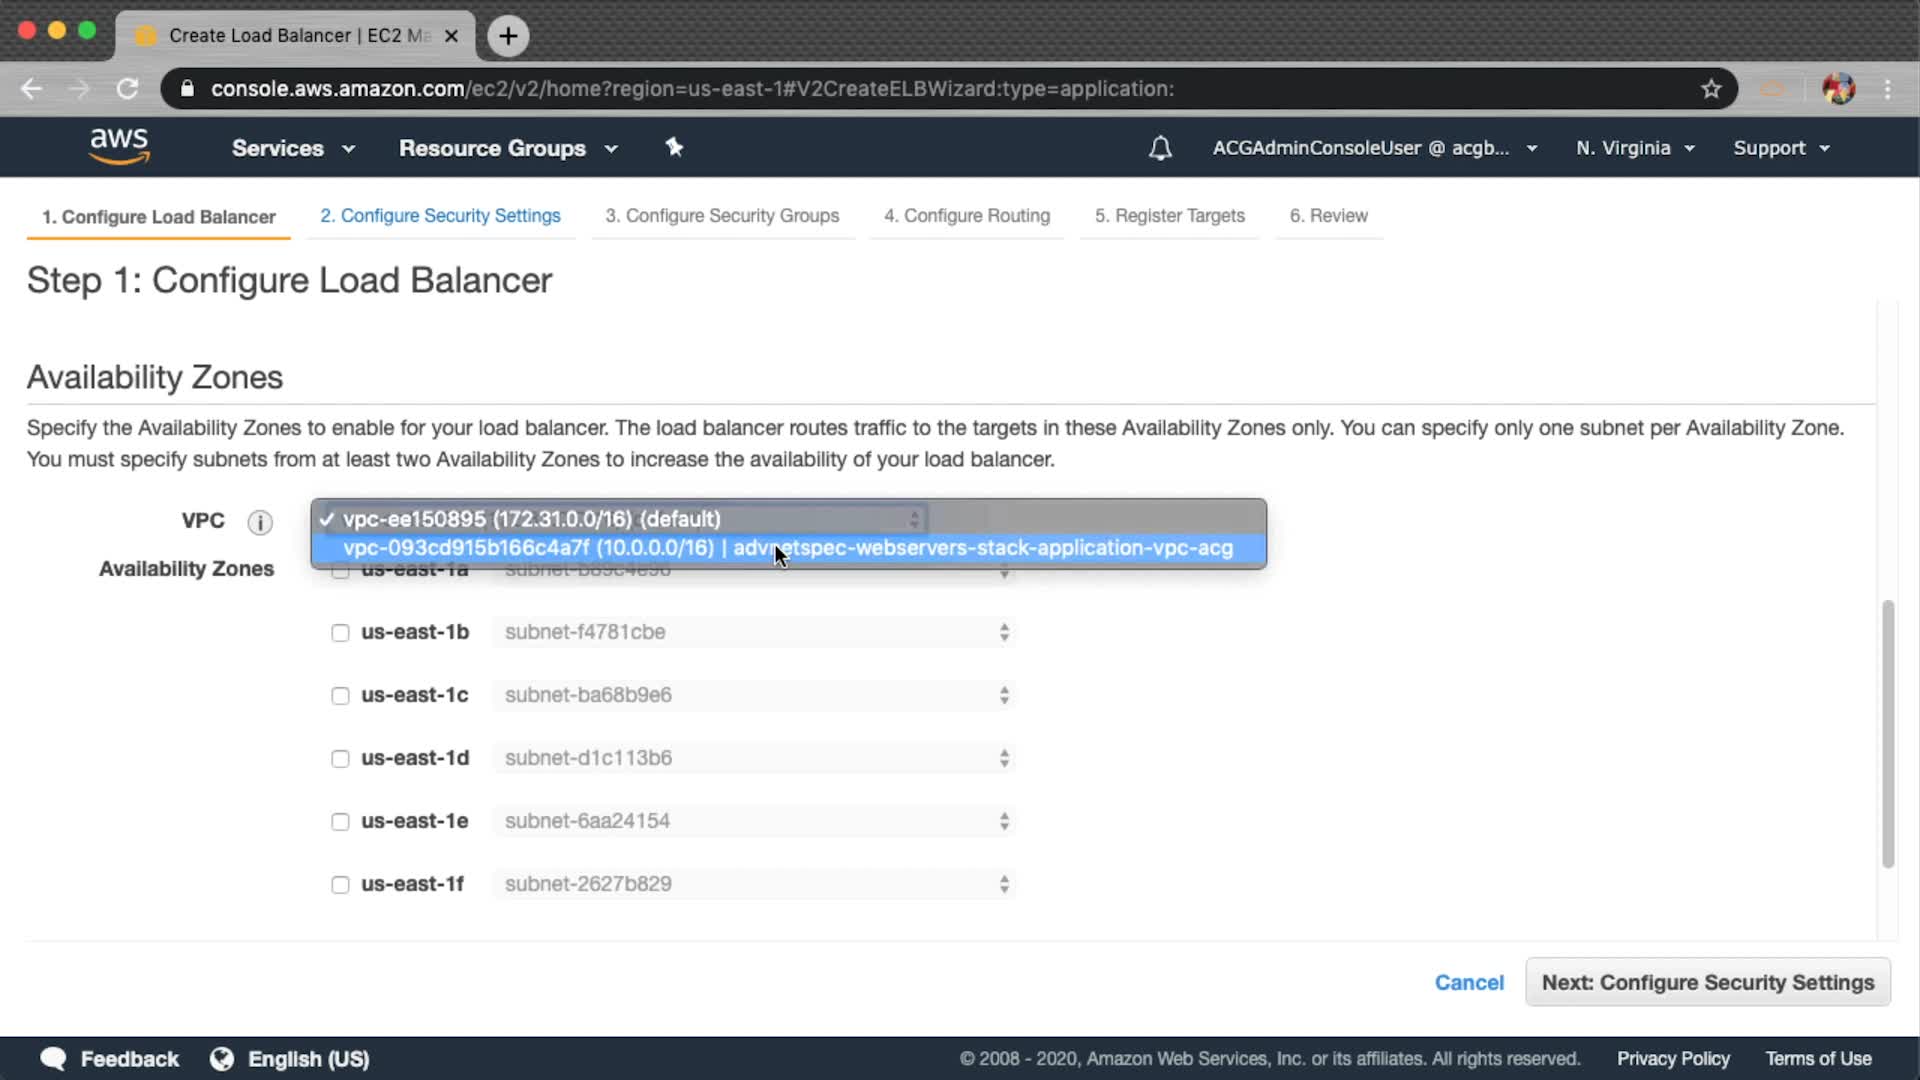 Create Load Balancer | EC2 Ma
console.aws.amazon.com/ec2/v2/home?region=us-east-1#V2CreateELBWizard:type=application:
aws Services Resource Groups ACGAdminConsoleUser @ acgb... N. Virginia Support
1. Configure Load Balancer 2. Configure Security Settings 3. Configure Security Groups 4. Configure Routing 5. Register Targets 6. Review
Step 1: Configure Load Balancer
Availability Zones
Specify the Availability Zones to enable for your load balancer. The load balancer routes traffic to the targets in these Availability Zones only. You can specify only one subnet per Availability Zone.
You must specify subnets from at least two Availability Zones to increase the availability of your load balancer.
VPC i ✓ vpc-ee150895 (172.31.0.0/16) (default)
vpc-093cd915b166c4a7f (10.0.0.0/16) | advnetspec-webservers-stack-application-vpc-acg
Availability Zones us-east-1a subnet-b89c4e96
us-east-1b subnet-f4781cbe
us-east-1c subnet-ba68b9e6
us-east-1d subnet-d1c113b6
us-east-1e subnet-6aa24154
us-east-1f subnet-2627b829
Cancel Next: Configure Security Settings
Feedback English (US) © 2008 - 2020, Amazon Web Services, Inc. or its affiliates. All rights reserved. Privacy Policy Terms of Use